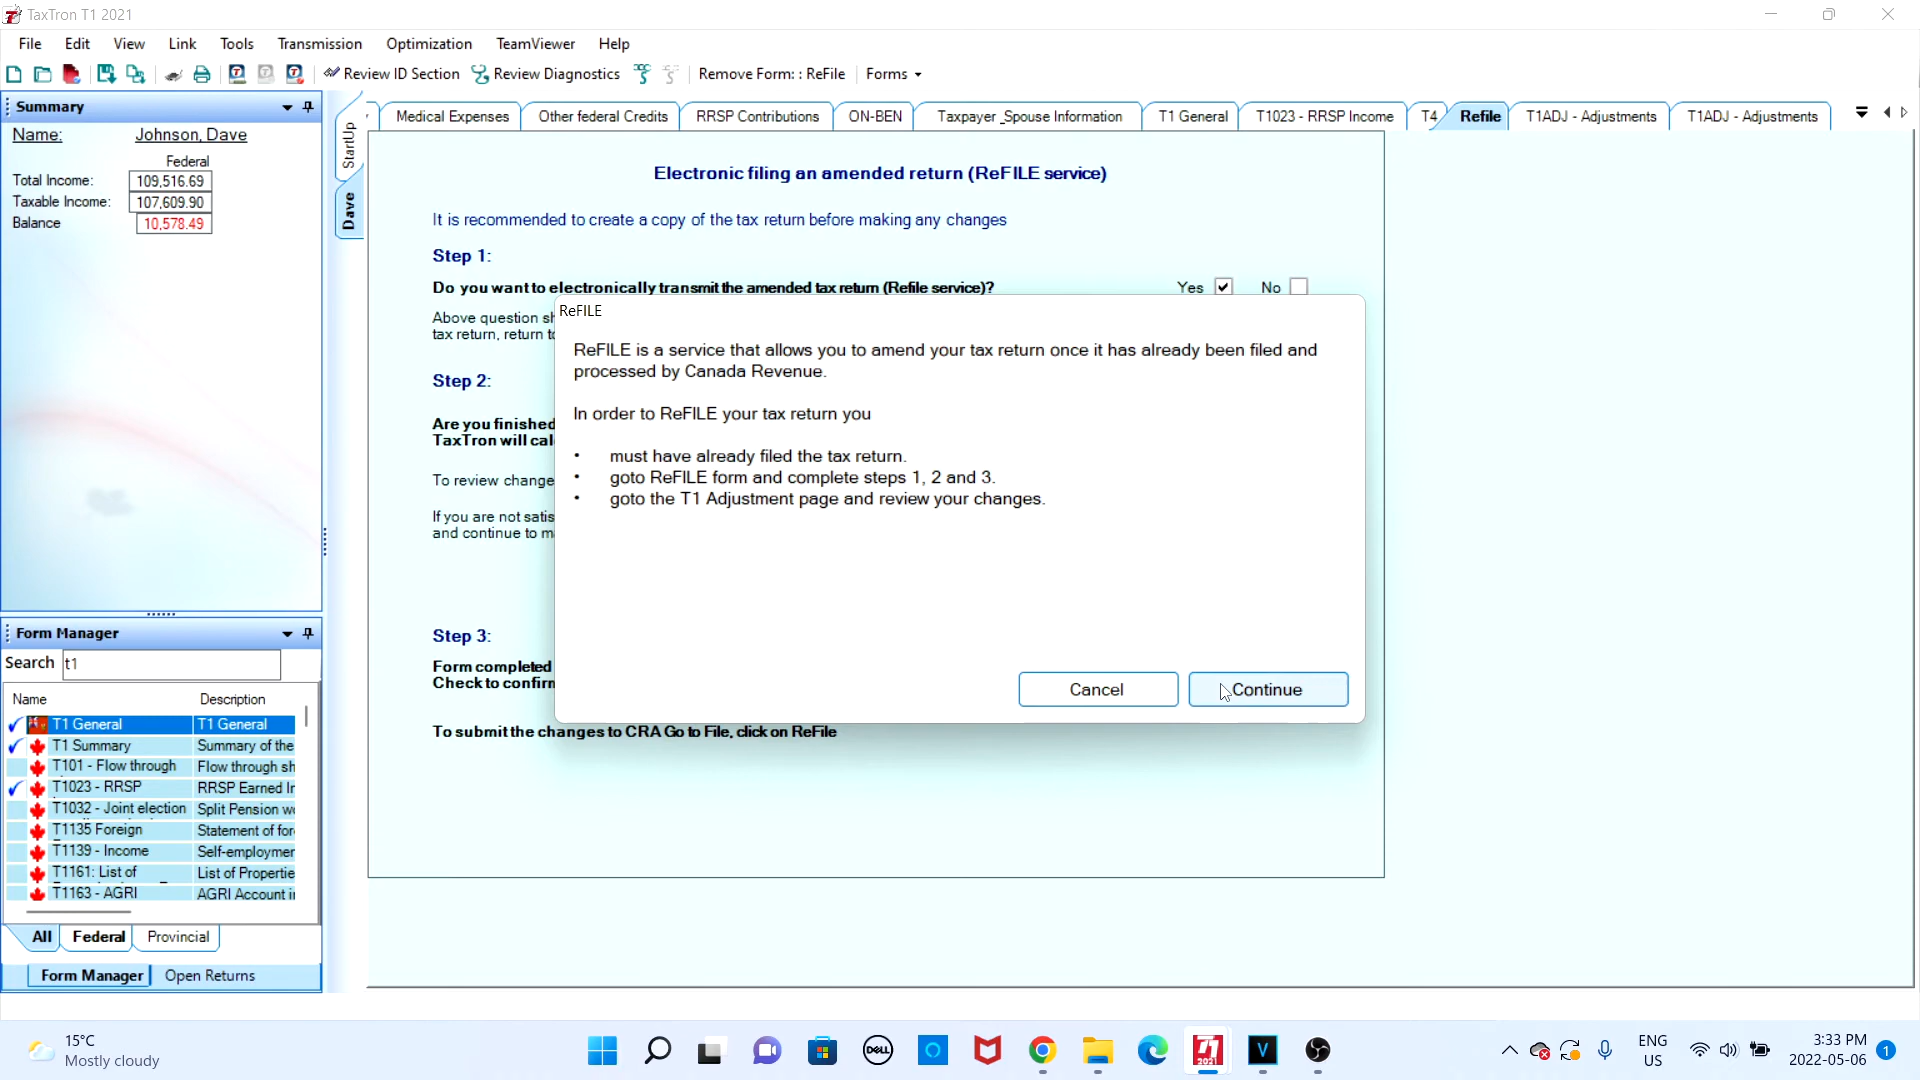 TaxTron T1 2021
File Edit View Link Tools Transmission Optimization TeamViewer Help
Review ID Section Review Diagnostics Remove Form: : ReFile Forms
Summary
Name: Johnson, Dave
Federal
Total Income: 109,516.69
Taxable Income: 107,609.90
Balance 10,578.49
StartUp
Dave
Medical Expenses Other federal Credits RRSP Contributions ON-BEN Taxpayer _Spouse Information T1 General T1023 - RRSP Income T4 Refile T1ADJ - Adjustments T1ADJ - Adjustments
Electronic filing an amended return (ReFILE service)
It is recommended to create a copy of the tax return before making any changes
Step 1:
Do you want to electronically transmit the amended tax return (Refile service)? Yes No
Above question sh
tax return, return to
Step 2:
Are you finished
TaxTron will cal
To review change
If you are not satis
and continue to m
Step 3:
Form completed
Check to confirm
To submit the changes to CRA Go to File, click on ReFile
ReFILE
ReFILE is a service that allows you to amend your tax return once it has already been filed and
processed by Canada Revenue.
In order to ReFILE your tax return you
• must have already filed the tax return.
• goto ReFILE form and complete steps 1, 2 and 3.
• goto the T1 Adjustment page and review your changes.
Cancel Continue
Form Manager
Search t1
Name Description
T1 General T1 General
T1 Summary Summary of the
T101 - Flow through Flow through sh
T1023 - RRSP RRSP Earned In
T1032 - Joint election Split Pension wo
T1135 Foreign Statement of for
T1139 - Income Self-employmer
T1161: List of List of Propertie
T1163 - AGRI AGRI Account i
All Federal Provincial
Form Manager Open Returns
15°C
Mostly cloudy
DELL
T1
2021
V
ENG
US
3:33 PM
2022-05-06
1